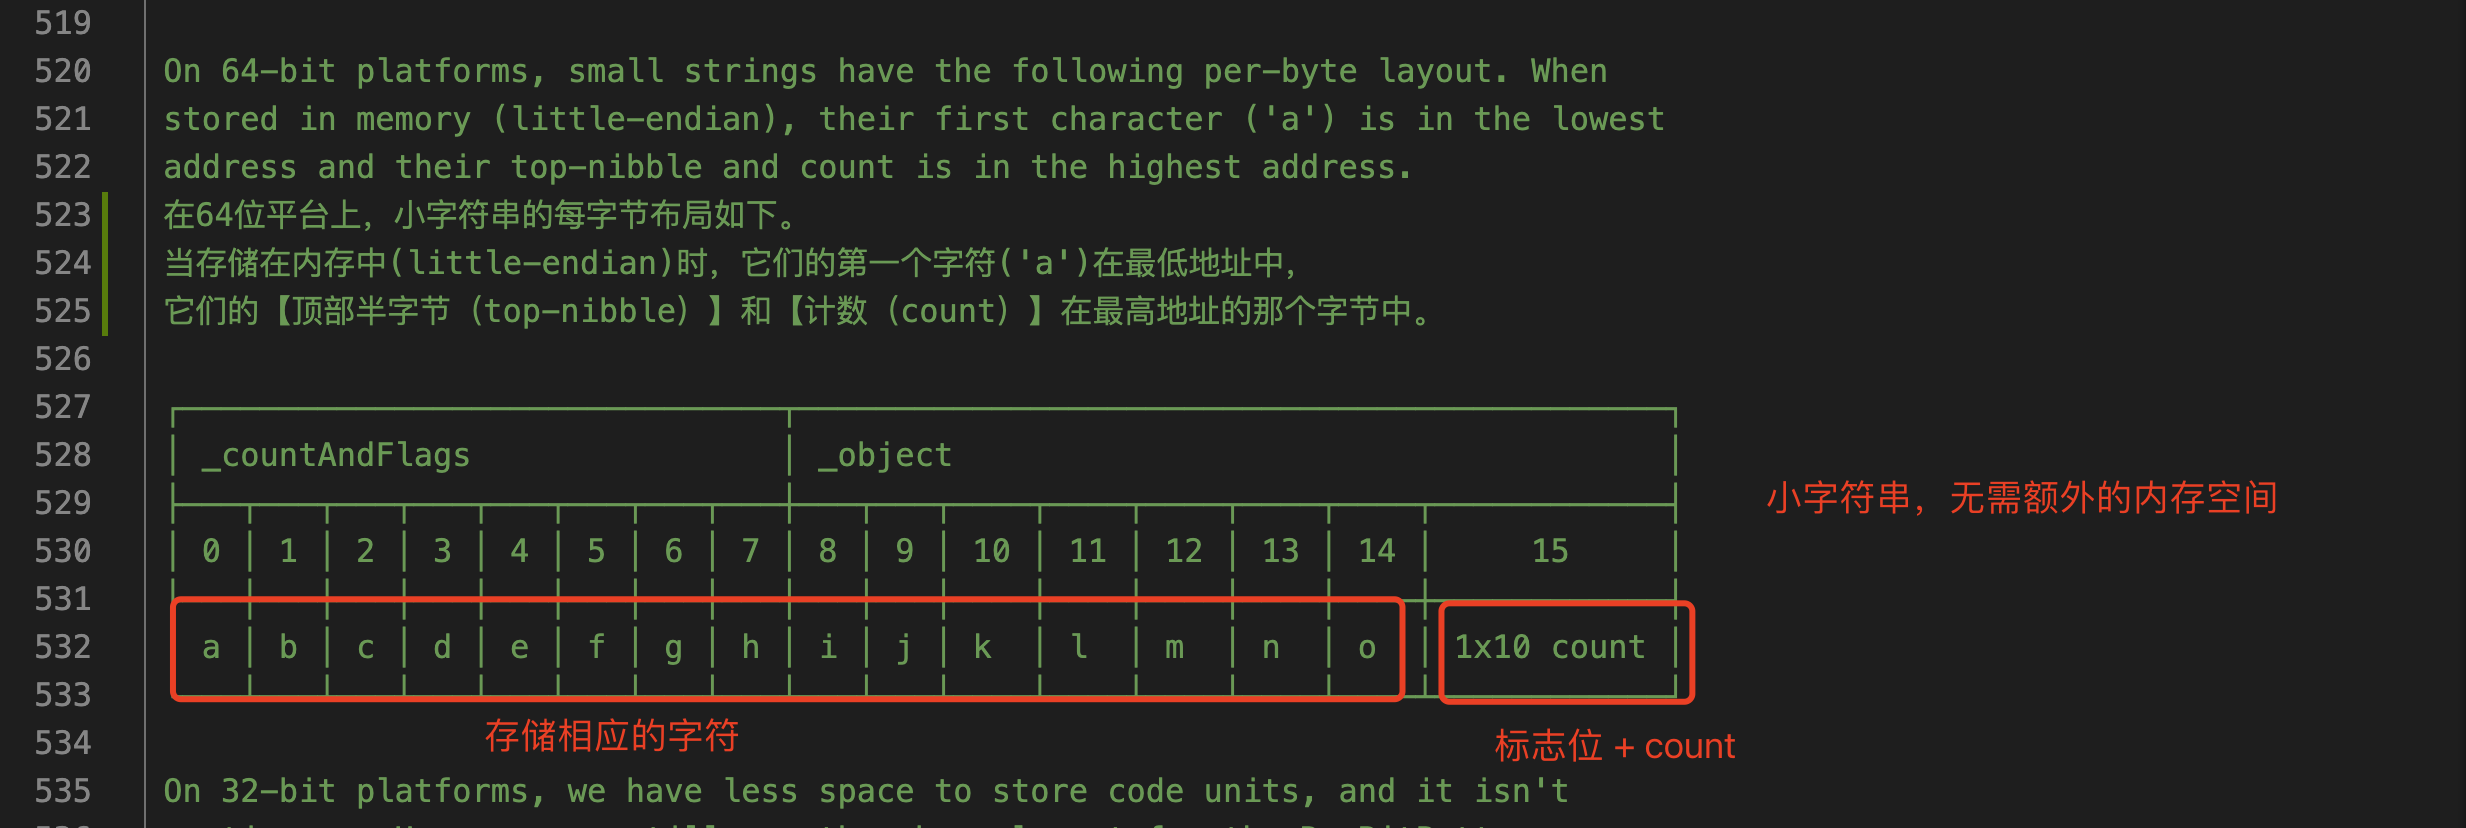 519
520 On 64-bit platforms, small strings have the following per-byte layout. When
521 stored in memory (little-endian), their first character ('a') is in the lowest
522 address and their top-nibble and count is in the highest address.
523 在64位平台上，小字符串的每字节布局如下。
524 当存储在内存中(little-endian)时，它们的第一个字符('a')在最低地址中，
525 它们的【顶部半字节（top-nibble）】和【计数（count）】在最高地址的那个字节中。
526
527
528 _countAndFlags _object
529
小字符串，无需额外的内存空间
530 0 1 2 3 4 5 6 7 8 9 10 11 12 13 14 15
531
532 a b c d e f g h i j k l m n o 1x10 count
533
存储相应的字符
标志位 + count
534
535 On 32-bit platforms, we have less space to store code units, and it isn't